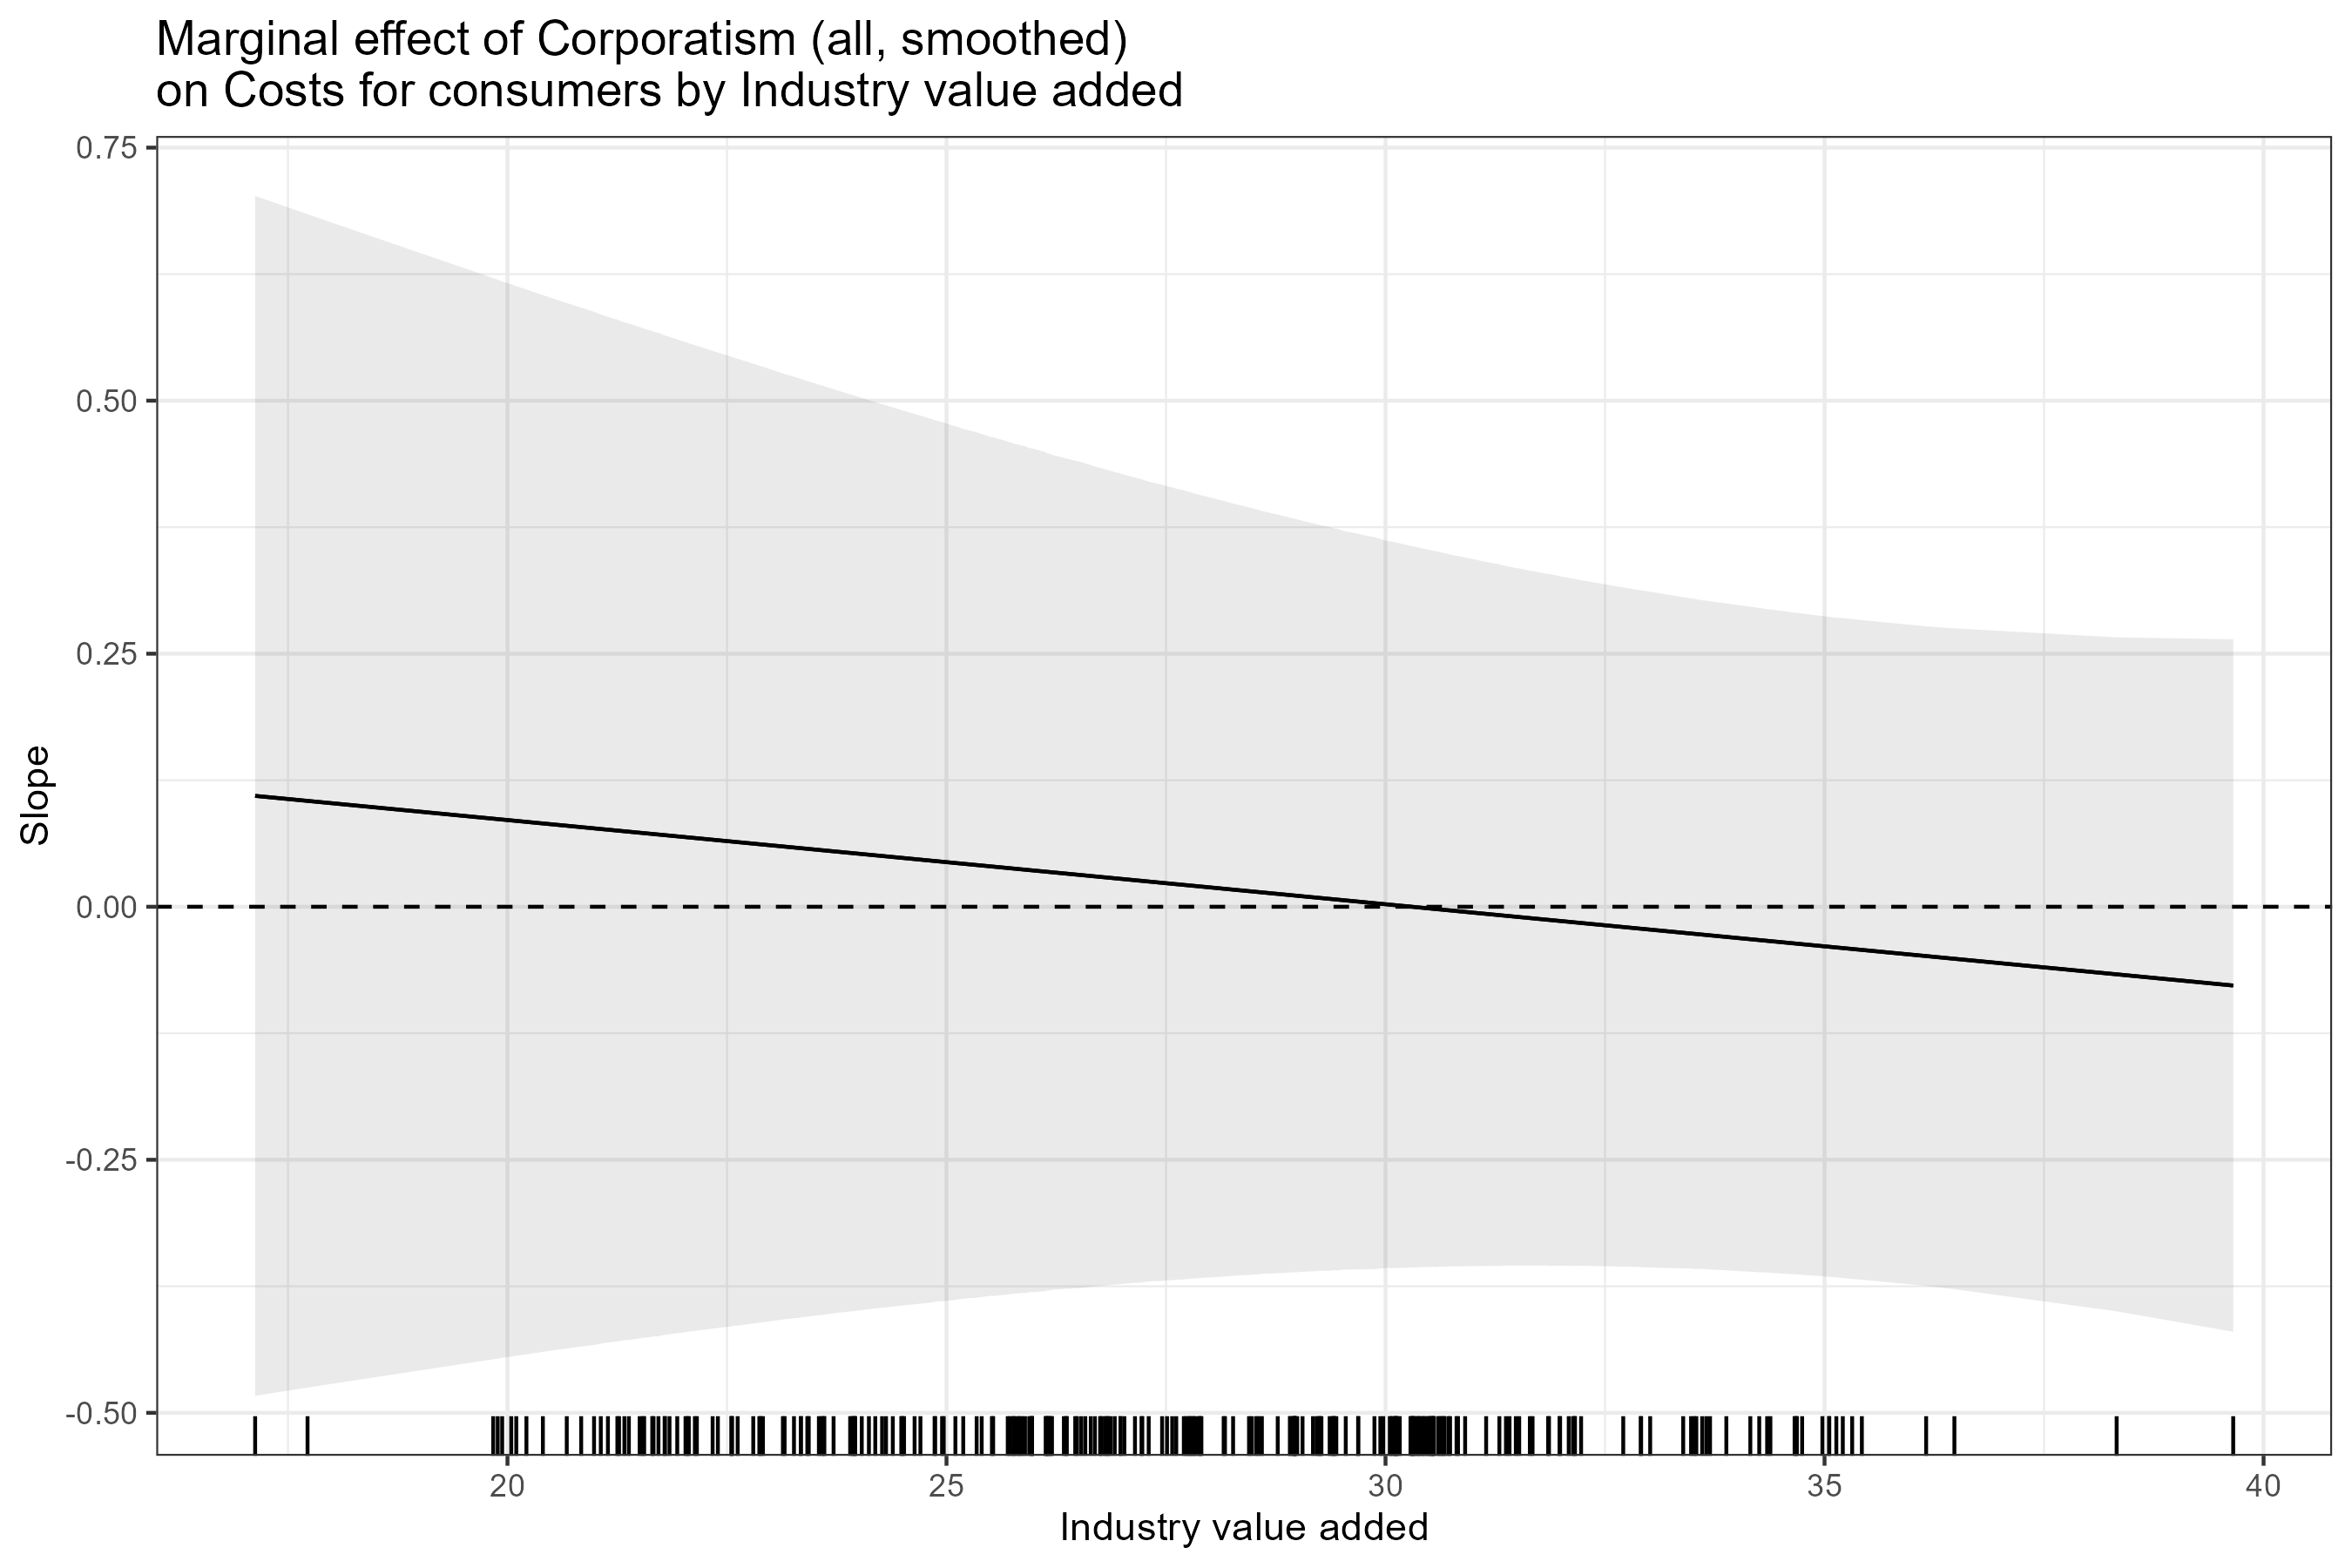 Marginal effect of Corporatism (all, smoothed)
on Costs for consumers by Industry value added
0.75
0.50
0.25
0.00
-0.25
-0.50
Slope
20
25
30
35
40
Industry value added